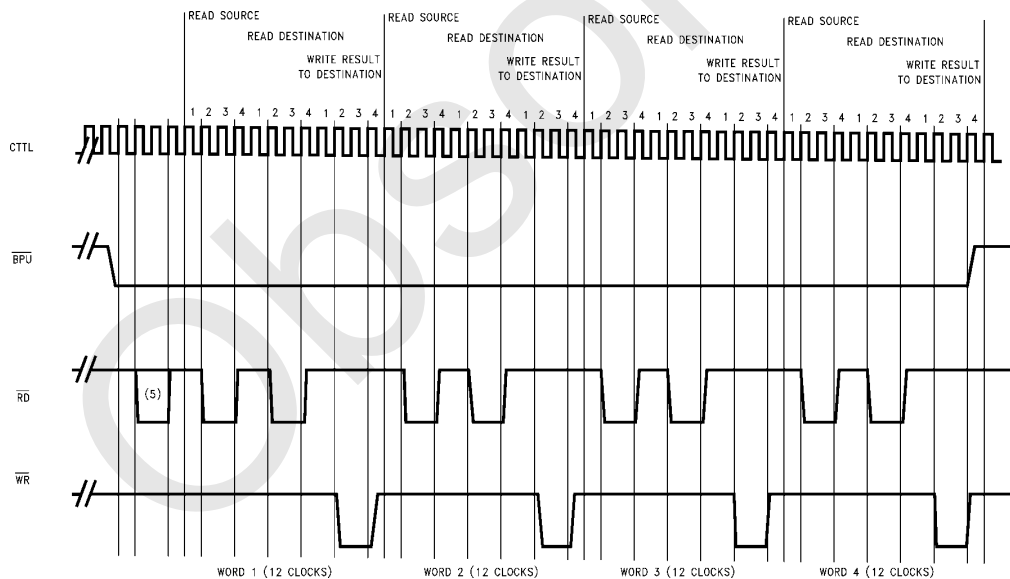 READ SOURCE READ SOURCE READ SOURCE READ SOURCE
READ DESTINATION READ DESTINATION READ DESTINATION READ DESTINATION
WRITE RESULT TO DESTINATION WRITE RESULT TO DESTINATION WRITE RESULT TO DESTINATION WRITE RESULT TO DESTINATION
1 2 3 4 1 2 3 4 1 2 3 4 1 2 3 4 1 2 3 4 1 2 3 4 1 2 3 4 1 2 3 4 1 2 3 4 1 2 3 4 1 2 3 4 1 2 3 4
CTTL
BPU
RD
(5)
WR
WORD 1 (12 CLOCKS) WORD 2 (12 CLOCKS) WORD 3 (12 CLOCKS) WORD 4 (12 CLOCKS)
Obso